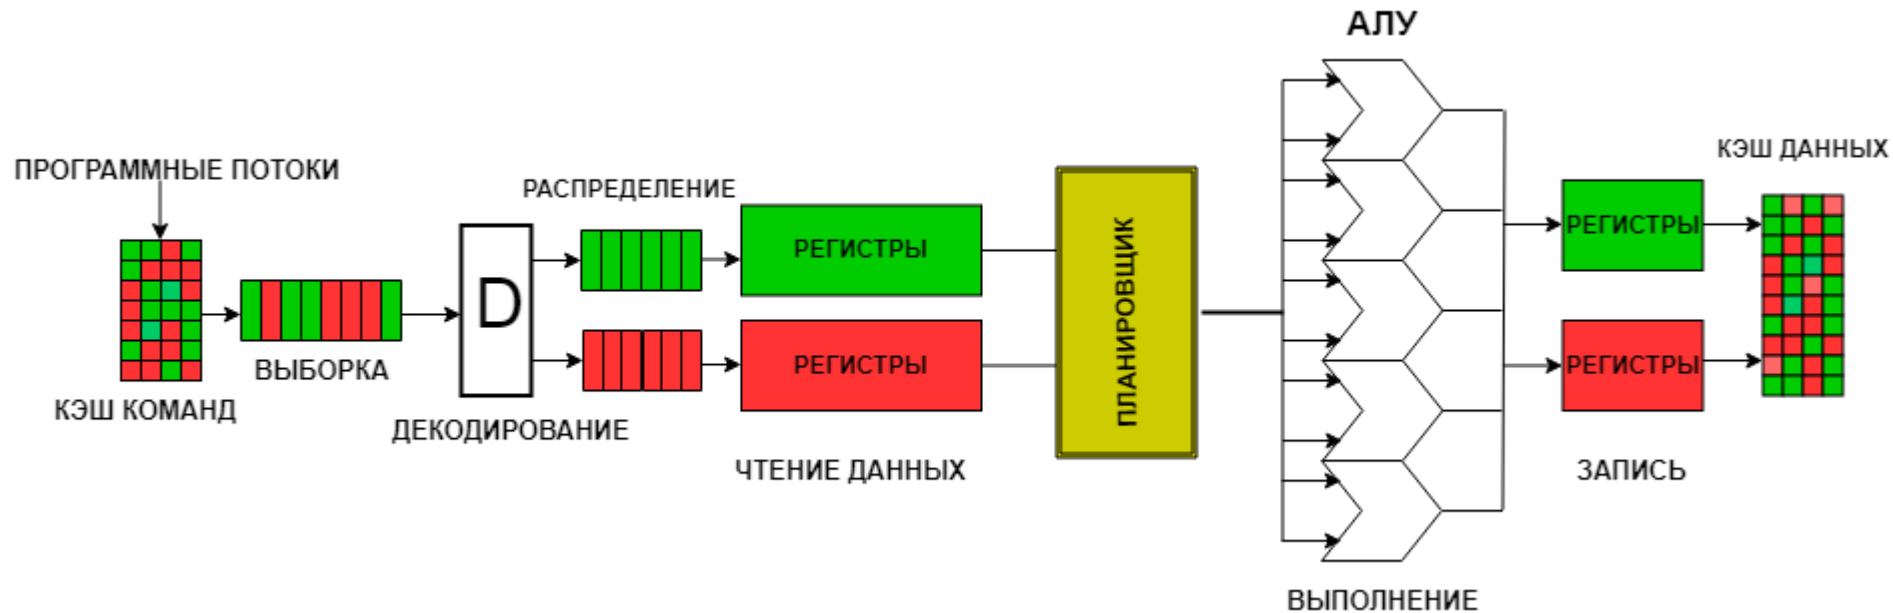 АЛУ
ПРОГРАММНЫЕ ПОТОКИ
РАСПРЕДЕЛЕНИЕ
КЭШ ДАННЫХ
РЕГИСТРЫ
РЕГИСТРЫ
D
ПЛАНИРОВЩИК
РЕГИСТРЫ
РЕГИСТРЫ
ВЫБОРКА
КЭШ КОМАНД
ДЕКОДИРОВАНИЕ
ЧТЕНИЕ ДАННЫХ
ЗАПИСЬ
ВЫПОЛНЕНИЕ